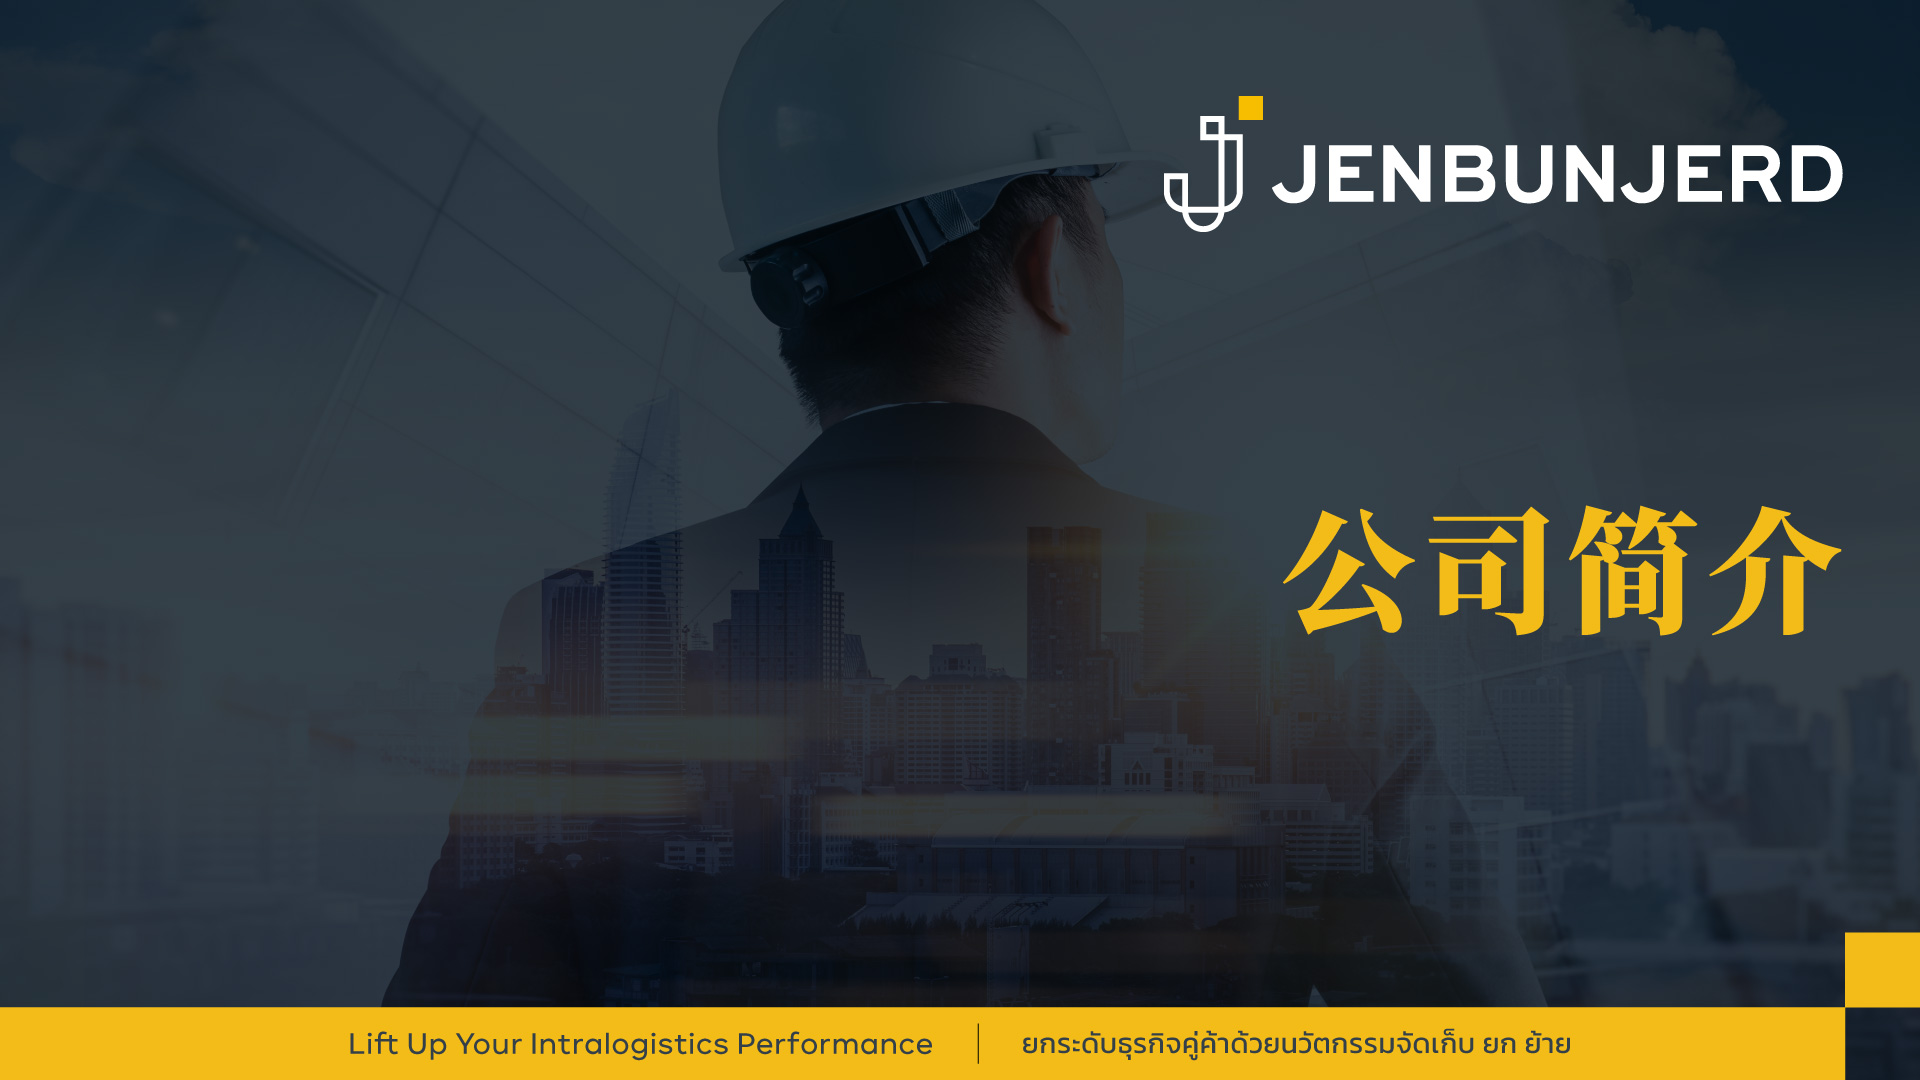 JENBUNJERD
公司简介
Lift Up Your Intralogistics Performance
ยกระดับธุรกิจคู่ค้าด้วยนวัตกรรมจัดเก็บ ยก ย้าย